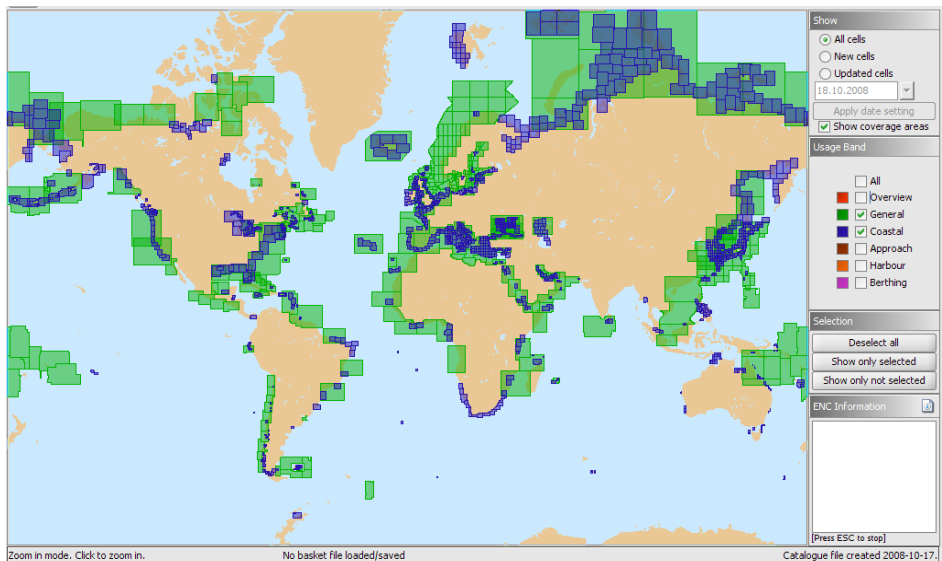 Show
All cells
New cells
Updated cells
18.10.2008
Apply date setting
Show coverage areas
Usage Band
All
Overview
General
Coastal
Approach
Harbour
Berthing
Selection
Deselect all
Show only selected
Show only not selected
ENC Information
[Press ESC to stop]
Zoom in mode. Click to zoom in.
No basket file loaded/saved
Catalogue file created 2008-10-17.